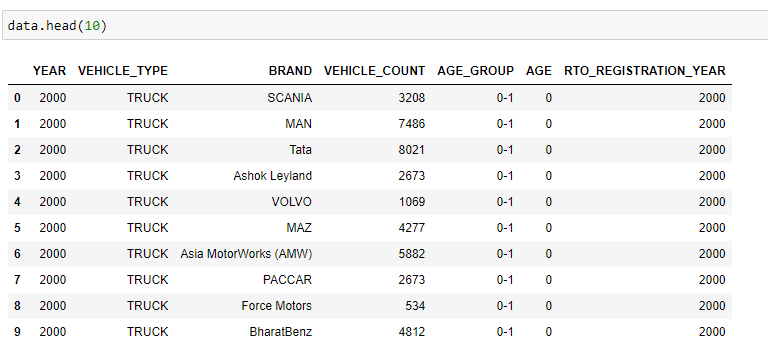 data.head(10)
YEAR VEHICLE_TYPE BRAND VEHICLE_COUNT AGE_GROUP AGE RTO_REGISTRATION_YEAR
0 2000 TRUCK SCANIA 3208 0-1 0 2000
1 2000 TRUCK MAN 7486 0-1 0 2000
2 2000 TRUCK Tata 8021 0-1 0 2000
3 2000 TRUCK Ashok Leyland 2673 0-1 0 2000
4 2000 TRUCK VOLVO 1069 0-1 0 2000
5 2000 TRUCK MAZ 4277 0-1 0 2000
6 2000 TRUCK Asia MotorWorks (AMW) 5882 0-1 0 2000
7 2000 TRUCK PACCAR 2673 0-1 0 2000
8 2000 TRUCK Force Motors 534 0-1 0 2000
9 2000 TRUCK BharatBenz 4812 0-1 0 2000